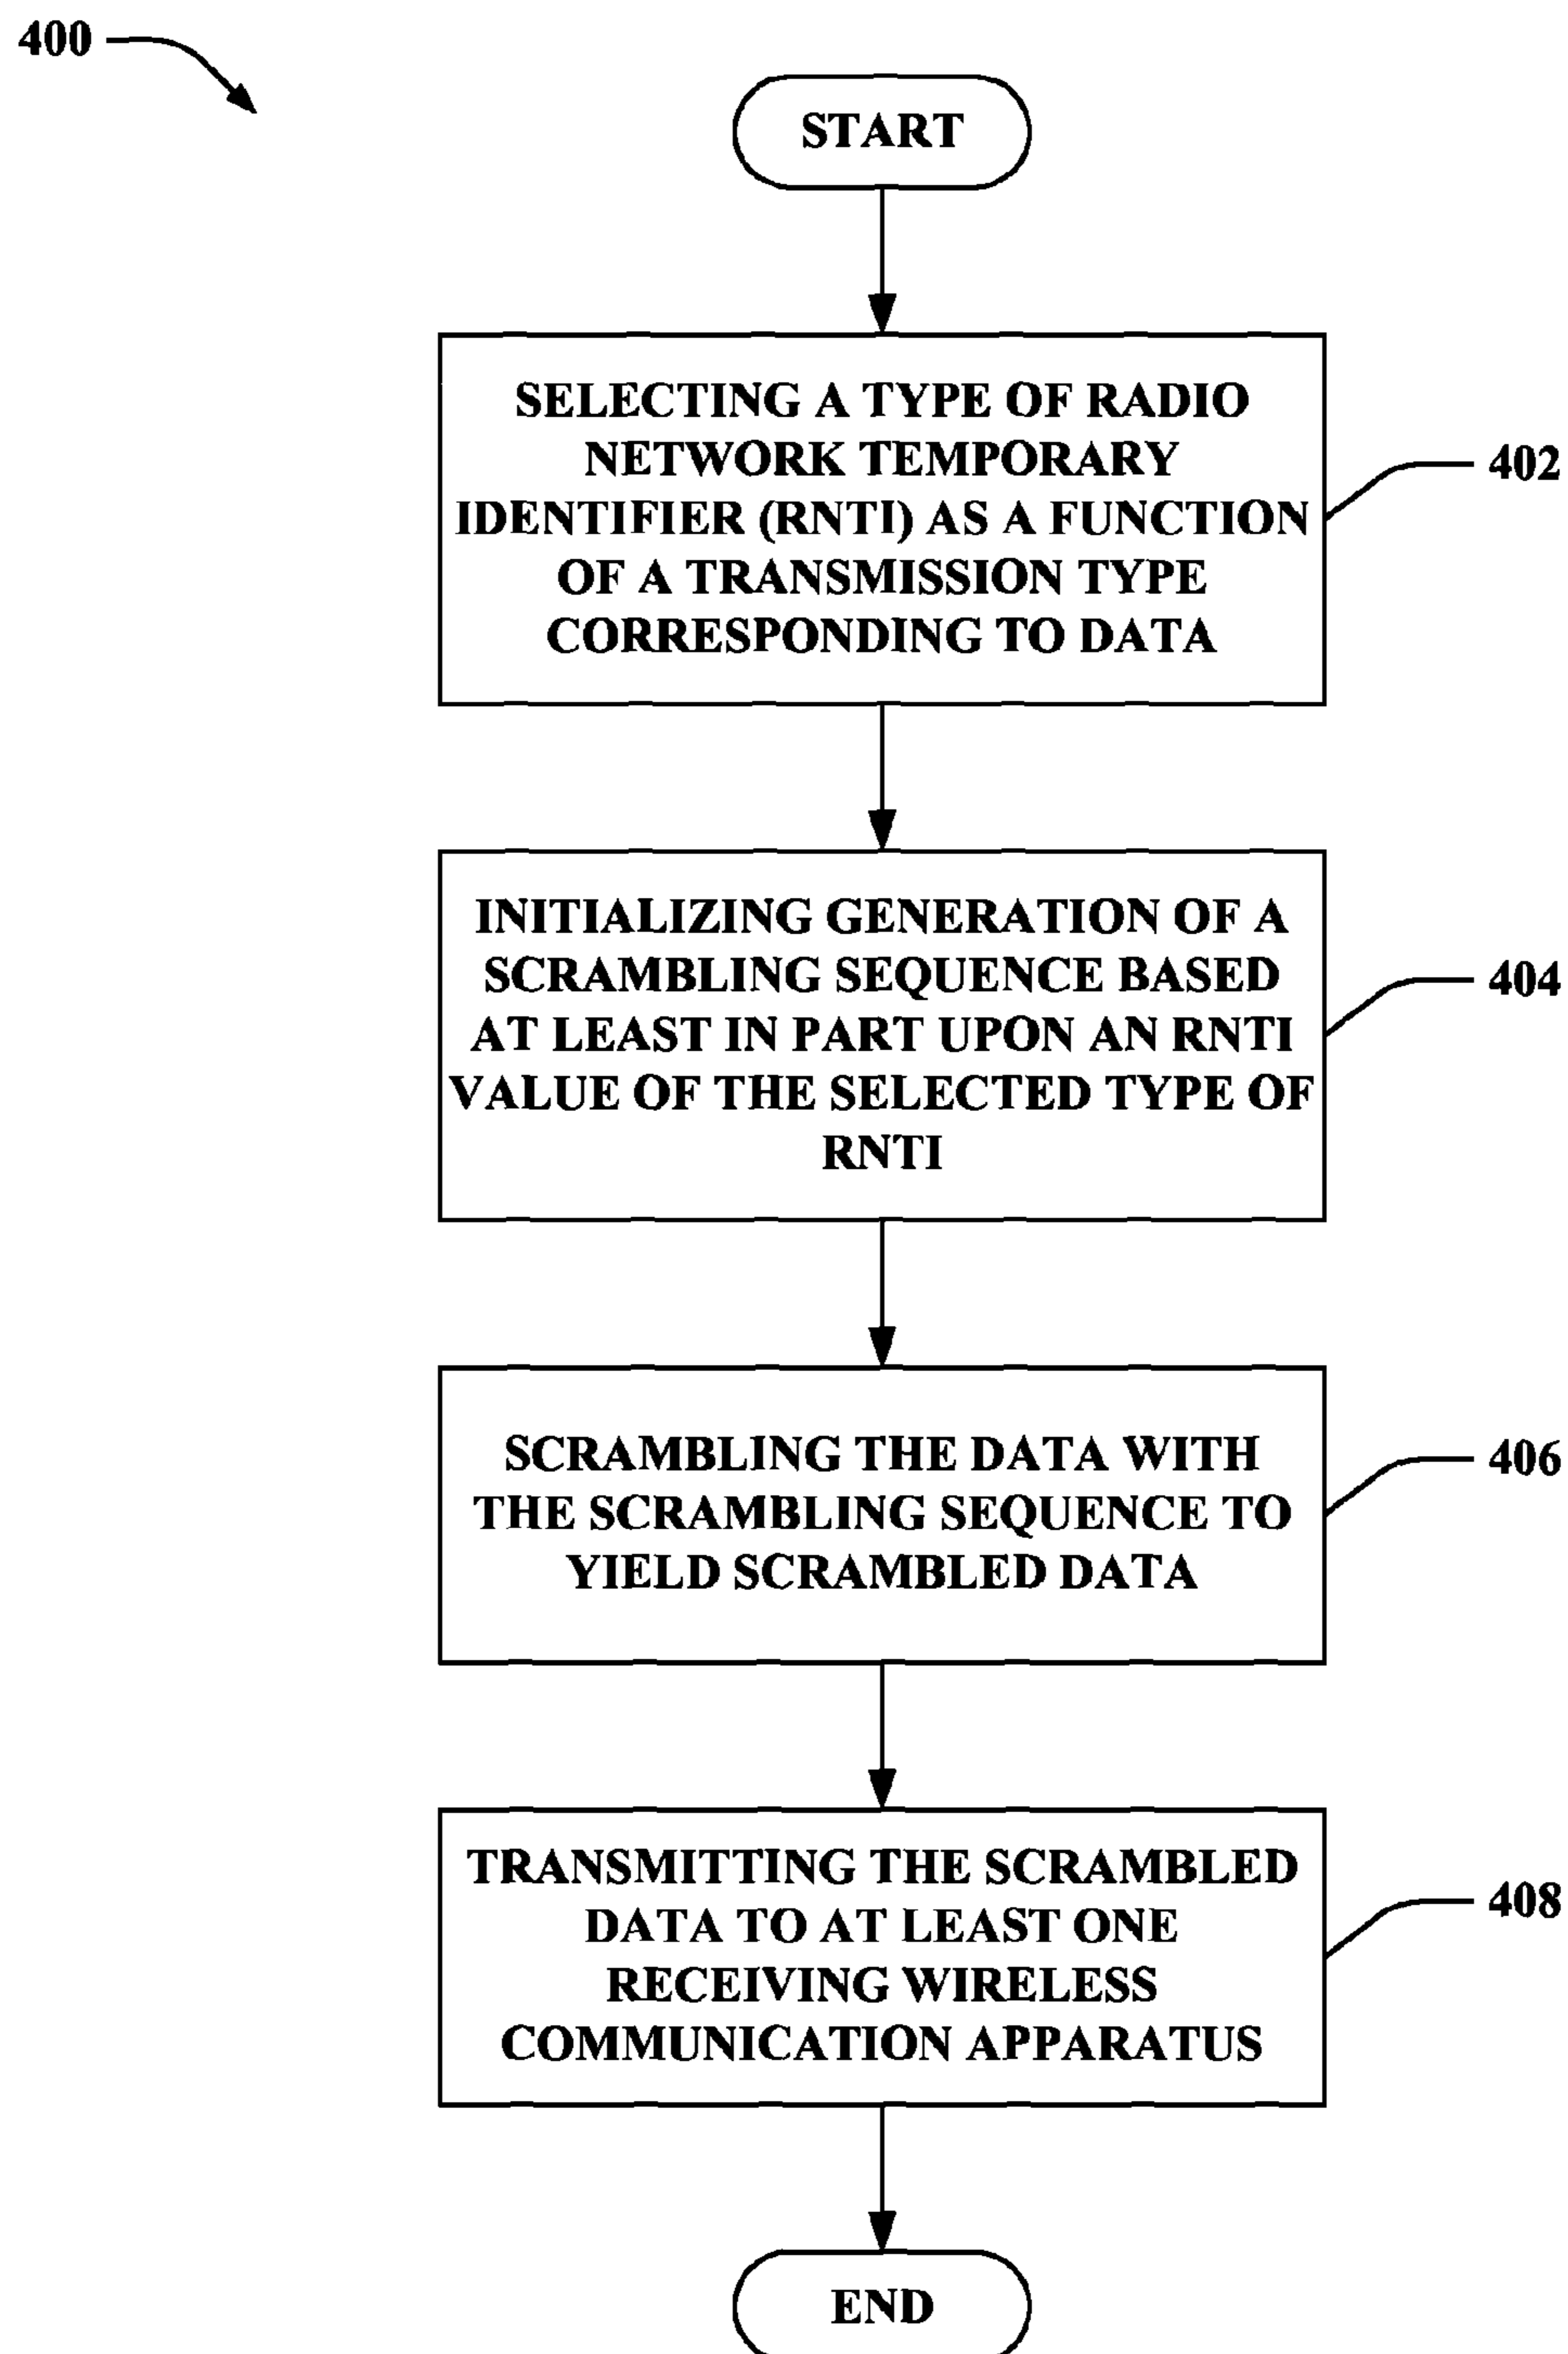 400
START
SELECTING A TYPE OF RADIO
NETWORK TEMPORARY
IDENTIFIER (RNTI) AS A FUNCTION
OF A TRANSMISSION TYPE
CORRESPONDING TO DATA
402
INITIALIZING GENERATION OF A
SCRAMBLING SEQUENCE BASED
AT LEAST IN PART UPON AN RNTI
VALUE OF THE SELECTED TYPE OF
RNTI
404
SCRAMBLING THE DATA WITH
THE SCRAMBLING SEQUENCE TO
YIELD SCRAMBLED DATA
406
TRANSMITTING THE SCRAMBLED
DATA TO AT LEAST ONE
RECEIVING WIRELESS
COMMUNICATION APPARATUS
408
END